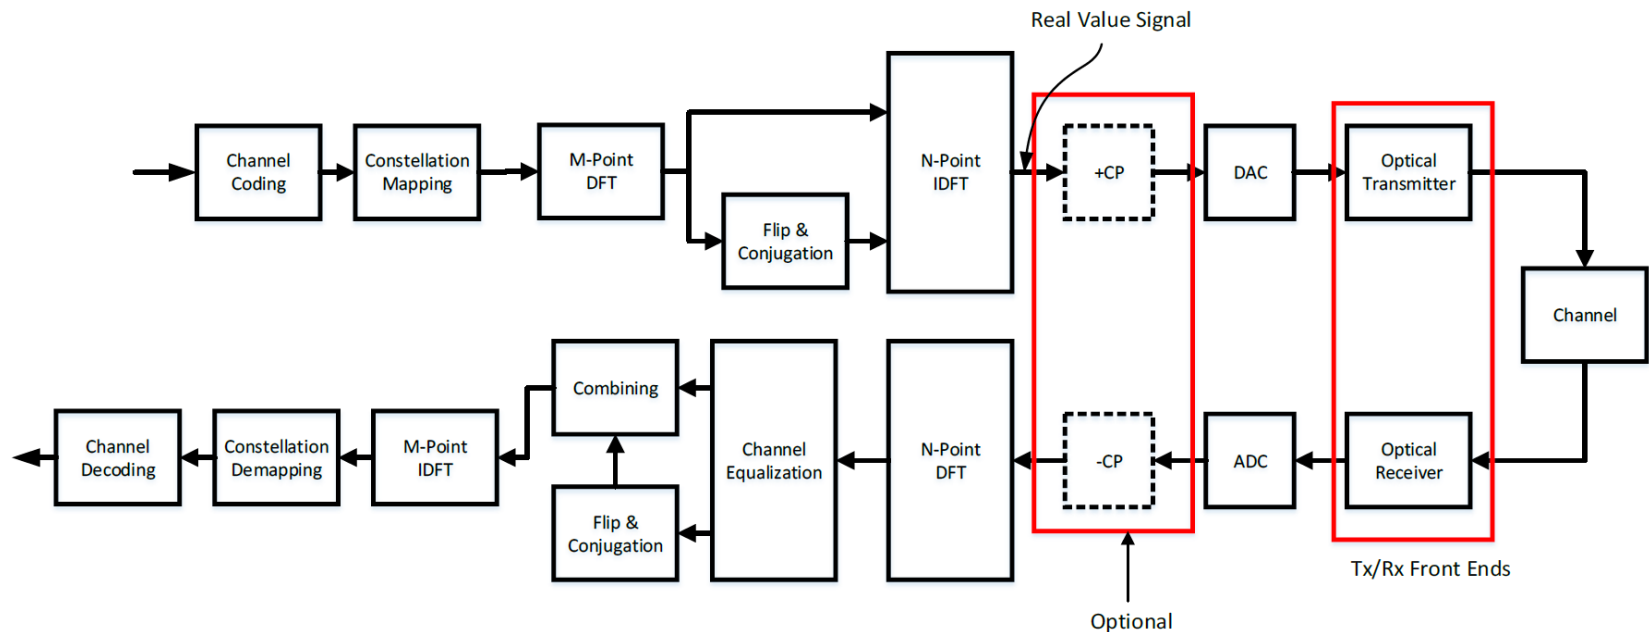 Real Value Signal
Channel
Coding
Constellation
Mapping
M-Point
DFT
Flip &
Conjugation
N-Point
IDFT
+CP
DAC
Optical
Transmitter
Channel
Channel
Decoding
Constellation
Demapping
M-Point
IDFT
Combining
Flip &
Conjugation
Channel
Equalization
N-Point
DFT
-CP
ADC
Optical
Receiver
Tx/Rx Front Ends
Optional